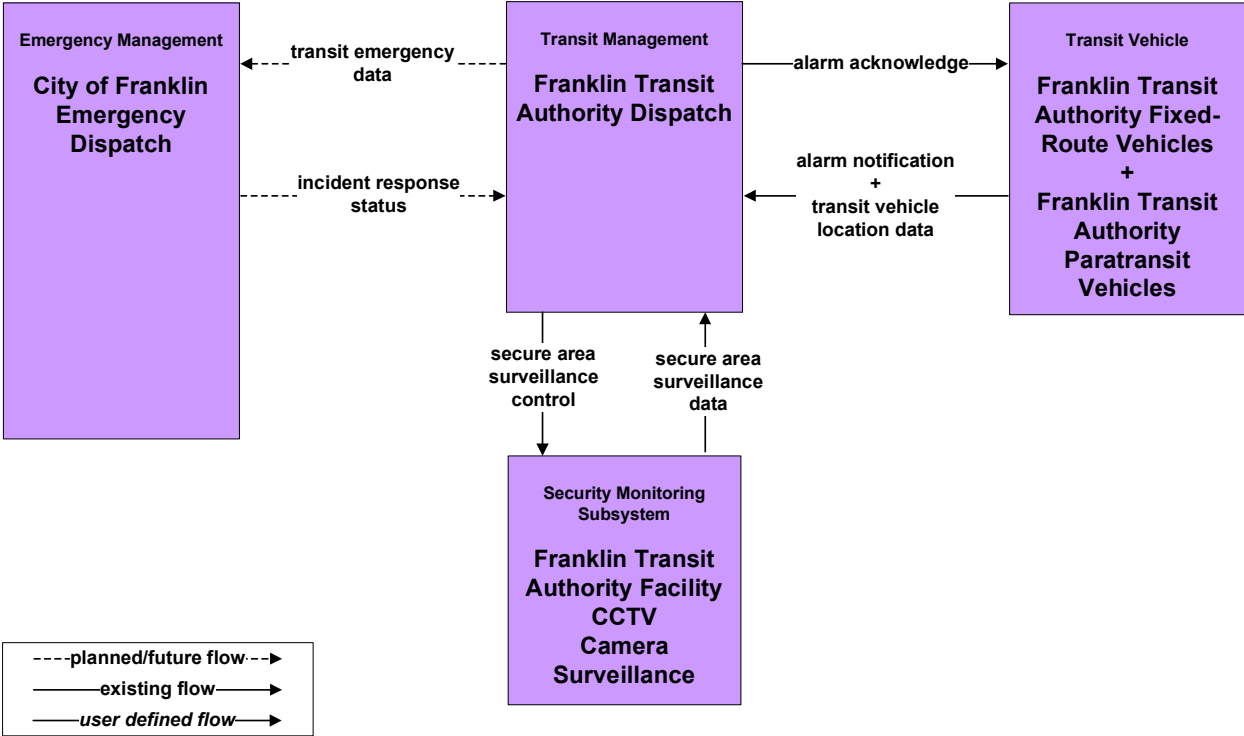 Emergency Management
City of Franklin
Emergency
Dispatch
transit emergency
data
incident response
status
Transit Management
Franklin Transit
Authority Dispatch
alarm acknowledge
alarm notification
+
transit vehicle
location data
Transit Vehicle
Franklin Transit
Authority Fixed-
Route Vehicles
+
Franklin Transit
Authority
Paratransit
Vehicles
secure area
surveillance
control
secure area
surveillance
data
Security Monitoring
Subsystem
Franklin Transit
Authority Facility
CCTV
Camera
Surveillance
planned/future flow
existing flow
user defined flow